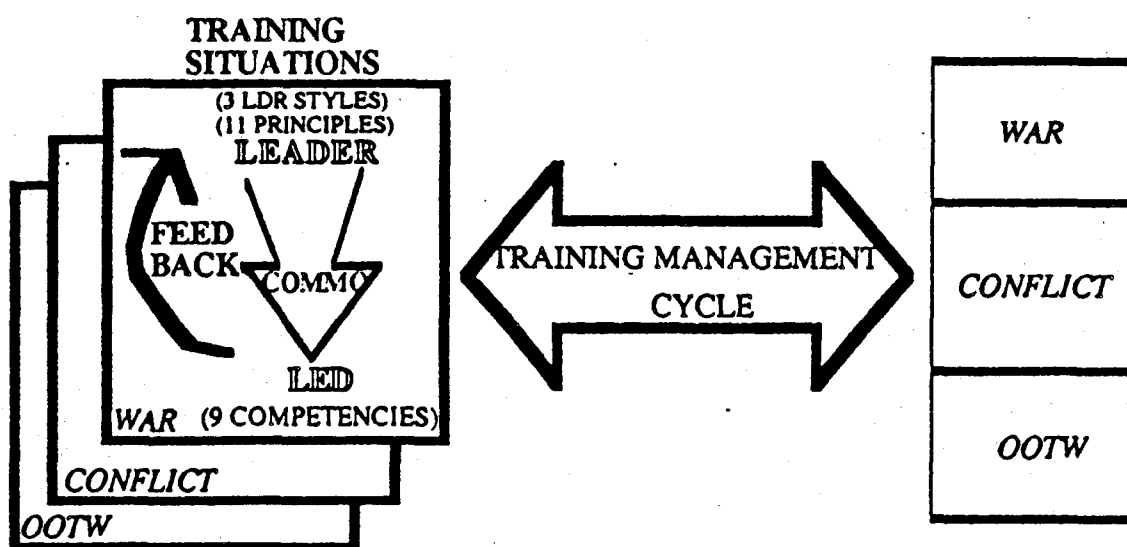 TRAINING
SITUATIONS
(3 LDR STYLES)
(11 PRINCIPLES)
LEADER
FEED
BACK
COMMO
LED
WAR (9 COMPETENCIES)
CONFLICT
OOTW
TRAINING MANAGEMENT
CYCLE
WAR
CONFLICT
OOTW